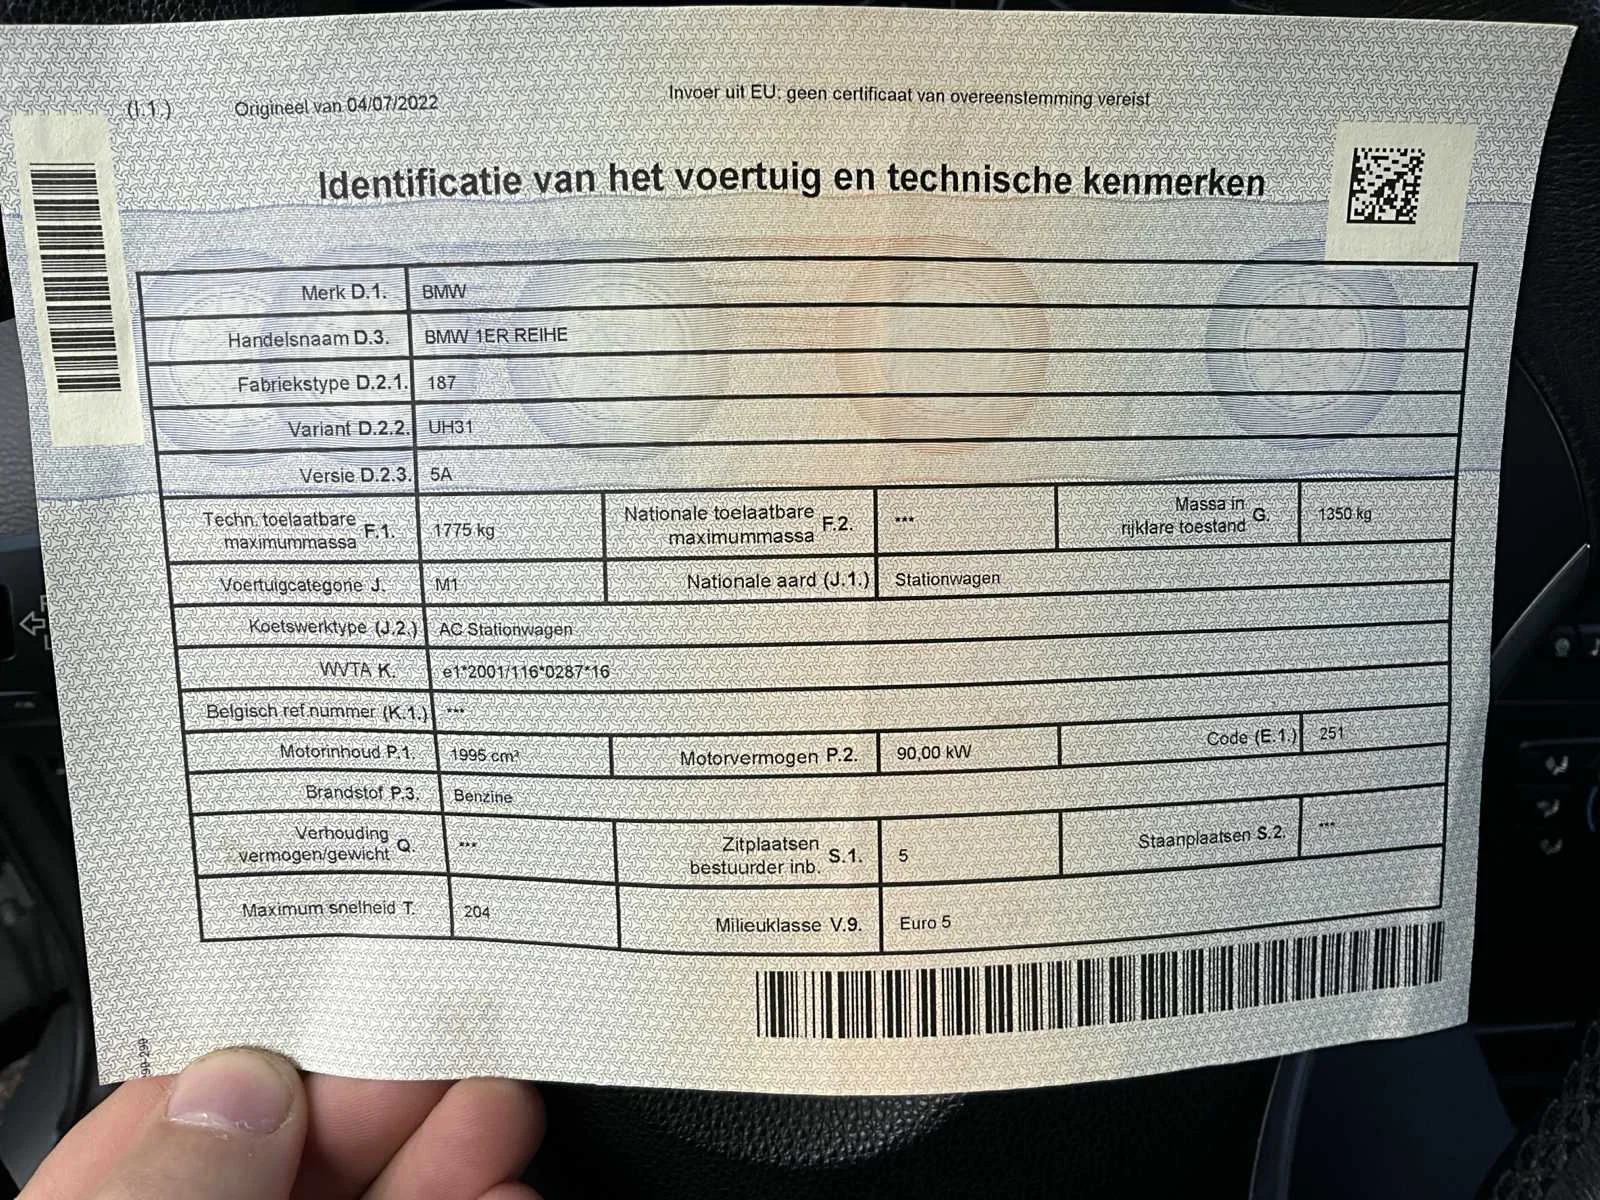 (I.1.) Origineel van 04/07/2022 Invoer uit EU: geen certificaat van overeenstemming vereist
Identificatie van het voertuig en technische kenmerken
Merk D.1. BMW
Handelsnaam D.3. BMW 1ER REIHE
Fabriekstype D.2.1. 187
Variant D.2.2. UH31
Versie D.2.3. 5A
Techn. toelaatbare maximummassa F.1. 1775 kg Nationale toelaatbare maximummassa F.2. *** Massa in rijklare toestand G. 1350 kg
Voertuigcategorie J. M1 Nationale aard (J.1.) Stationwagen
Koetswerktype (J.2.) AC Stationwagen
WVTA K. e1*2001/116*0287*16
Belgisch ref.nummer (K.1.) ***
Motorinhoud P.1. 1995 cm³ Motorvermogen P.2. 90,00 kW Code (E.1.) 251
Brandstof P.3. Benzine
Verhouding vermogen/gewicht Q. *** Zitplaatsen bestuurder inb. S.1. 5 Staanplaatsen S.2. ***
Maximum snelheid T. 204 Milieuklasse V.9. Euro 5